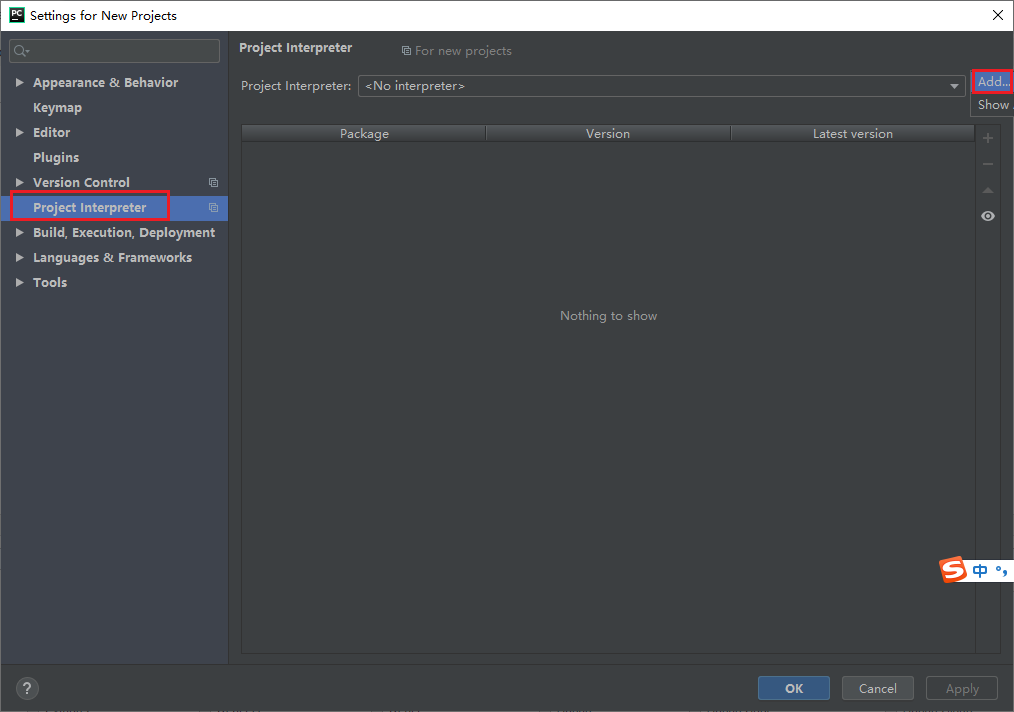 PC Settings for New Projects
Project Interpreter
For new projects
Appearance & Behavior
Keymap
Editor
Plugins
Version Control
Project Interpreter
Build, Execution, Deployment
Languages & Frameworks
Tools
Project Interpreter: <No interpreter>
Add...
Show
Package Version Latest version
Nothing to show
S 中 °,
? OK Cancel Apply